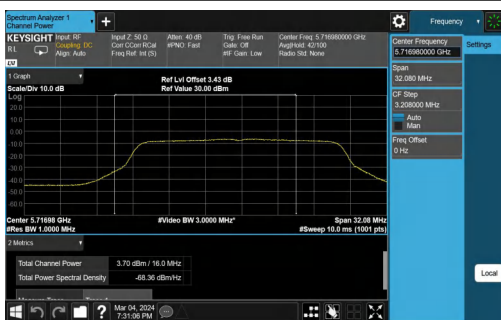 Spectrum Analyzer 1
Channel Power
Frequency
KEYSIGHT
RL
Input: RF
Coupling: DC
Align: Auto
Input Z: 50 Ω
Corr CCorr RCal
Freq Ref: Int (S)
Atten: 40 dB
#PNO: Fast
Trig: Free Run
Gate: Off
#IF Gain: Low
Center Freq: 5.716980000 GHz
Avg|Hold: 42/100
Radio Std: None
Center Frequency
5.716980000 GHz
Settings
Span
32.080 MHz
CF Step
3.208000 MHz
Auto
Man
Freq Offset
0 Hz
1 Graph
Scale/Div 10.0 dB
Ref Lvl Offset 3.43 dB
Ref Value 30.00 dBm
Log
20.0
10.0
0.00
-10.0
-20.0
-30.0
-40.0
-50.0
-60.0
Center 5.71698 GHz
#Res BW 1.0000 MHz
#Video BW 3.0000 MHz*
Span 32.08 MHz
#Sweep 10.0 ms (1001 pts)
2 Metrics
Total Channel Power
3.70 dBm / 16.0 MHz
Total Power Spectral Density
-68.36 dBm/Hz
Local
?
Mar 04, 2024
7:31:06 PM